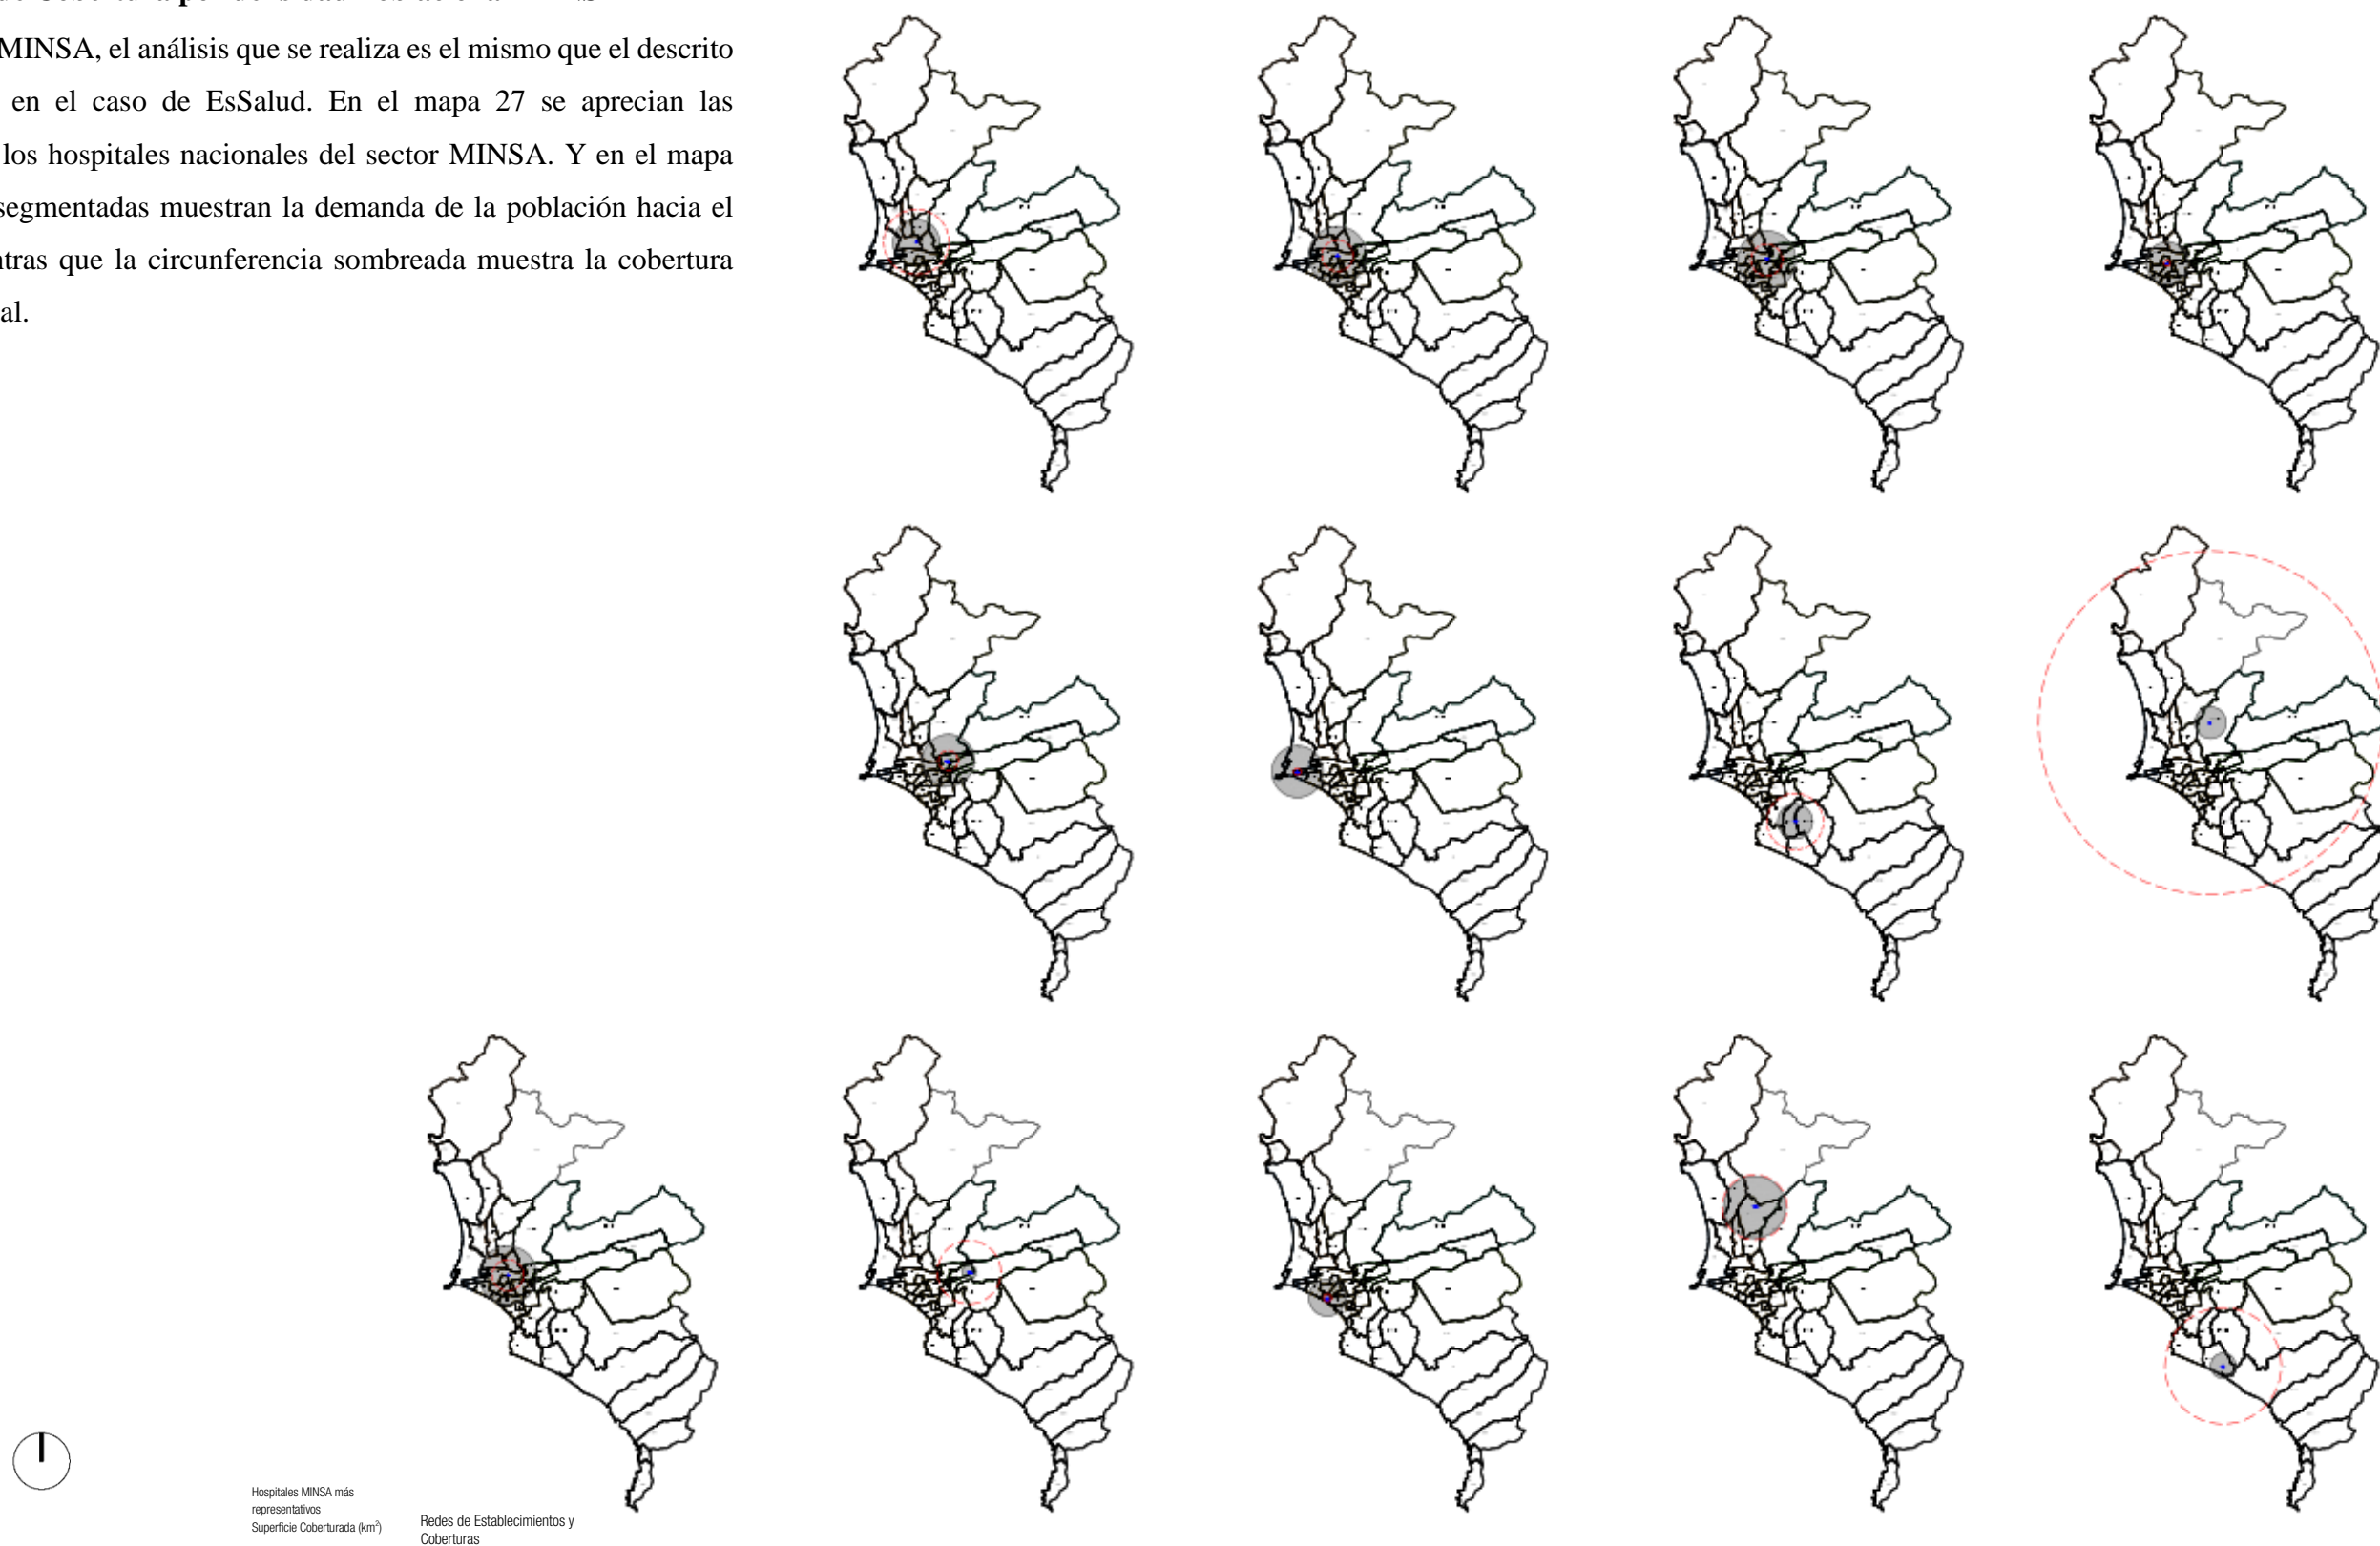 MINSA, el análisis que se realiza es el mismo que el descrito
en el caso de EsSalud. En el mapa 27 se aprecian las
los hospitales nacionales del sector MINSA. Y en el mapa
segmentadas muestran la demanda de la población hacia el
ntras que la circunferencia sombreada muestra la cobertura
al.
Hospitales MINSA más
representativos
Superficie Coberturada (km²)
Redes de Establecimientos y
Coberturas